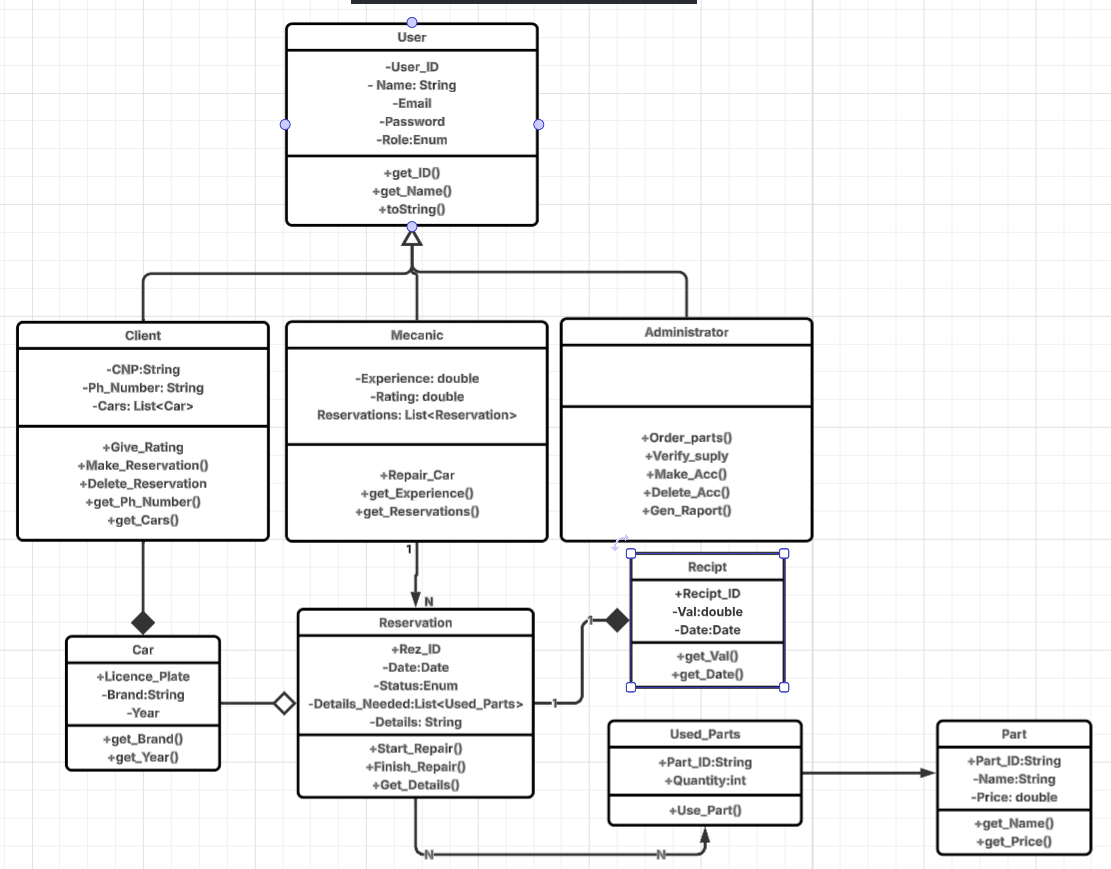 User
-User_ID
- Name: String
-Email
-Password
-Role:Enum
+get_ID()
+get_Name()
+toString()
Client
-CNP:String
-Ph_Number: String
-Cars: List<Car>
+Give_Rating
+Make_Reservation()
+Delete_Reservation
+get_Ph_Number()
+get_Cars()
Mecanic
-Experience: double
-Rating: double
Reservations: List<Reservation>
+Repair_Car
+get_Experience()
+get_Reservations()
Administrator
+Order_parts()
+Verify_suply
+Make_Acc()
+Delete_Acc()
+Gen_Raport()
1
N
Recipt
+Recipt_ID
-Val:double
-Date:Date
+get_Val()
+get_Date()
Car
+Licence_Plate
-Brand:String
-Year
+get_Brand()
+get_Year()
Reservation
+Rez_ID
-Date:Date
-Status:Enum
-Details_Needed:List<Used_Parts>
-Details: String
+Start_Repair()
+Finish_Repair()
+Get_Details()
1
1
Used_Parts
+Part_ID:String
+Quantity:int
+Use_Part()
Part
+Part_ID:String
-Name:String
-Price: double
+get_Name()
+get_Price()
N
N